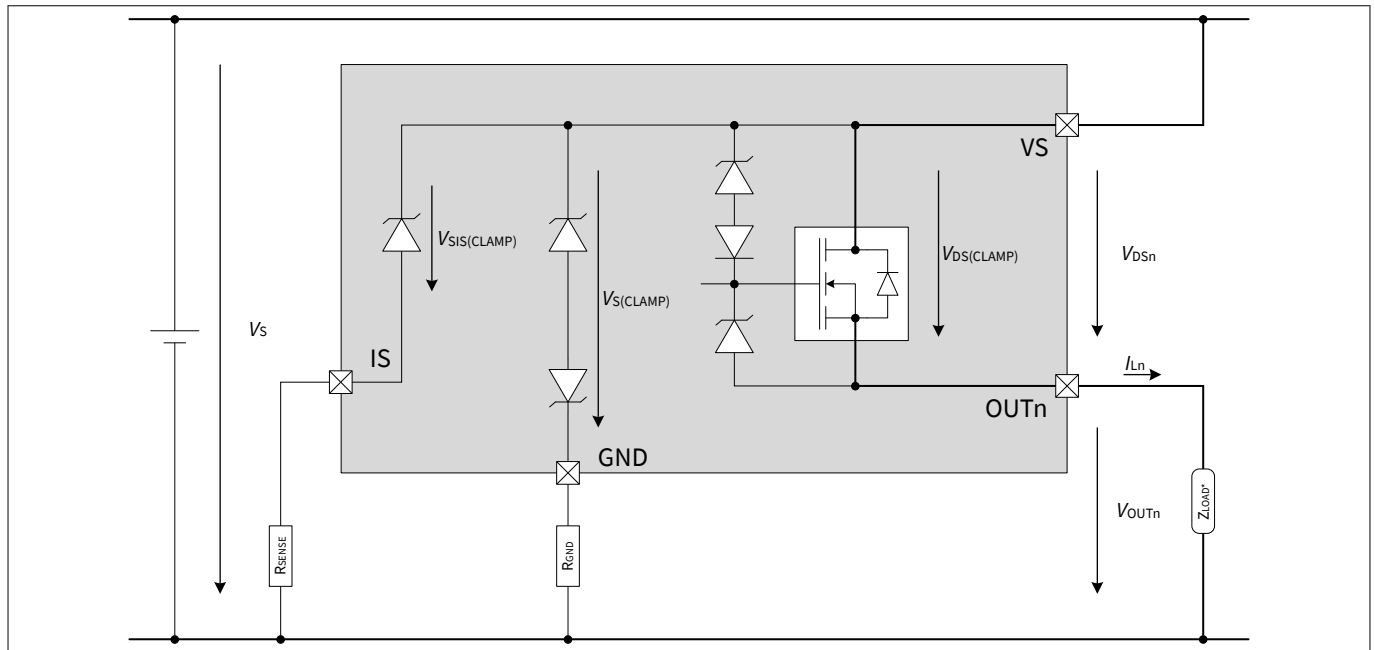 VS
VSIS(CLAMP)
VS(CLAMP)
VDS(CLAMP)
VDSn
VS
IS
ILn
OUTn
GND
VOUTn
ZLOAD*
RSENSE
RGND